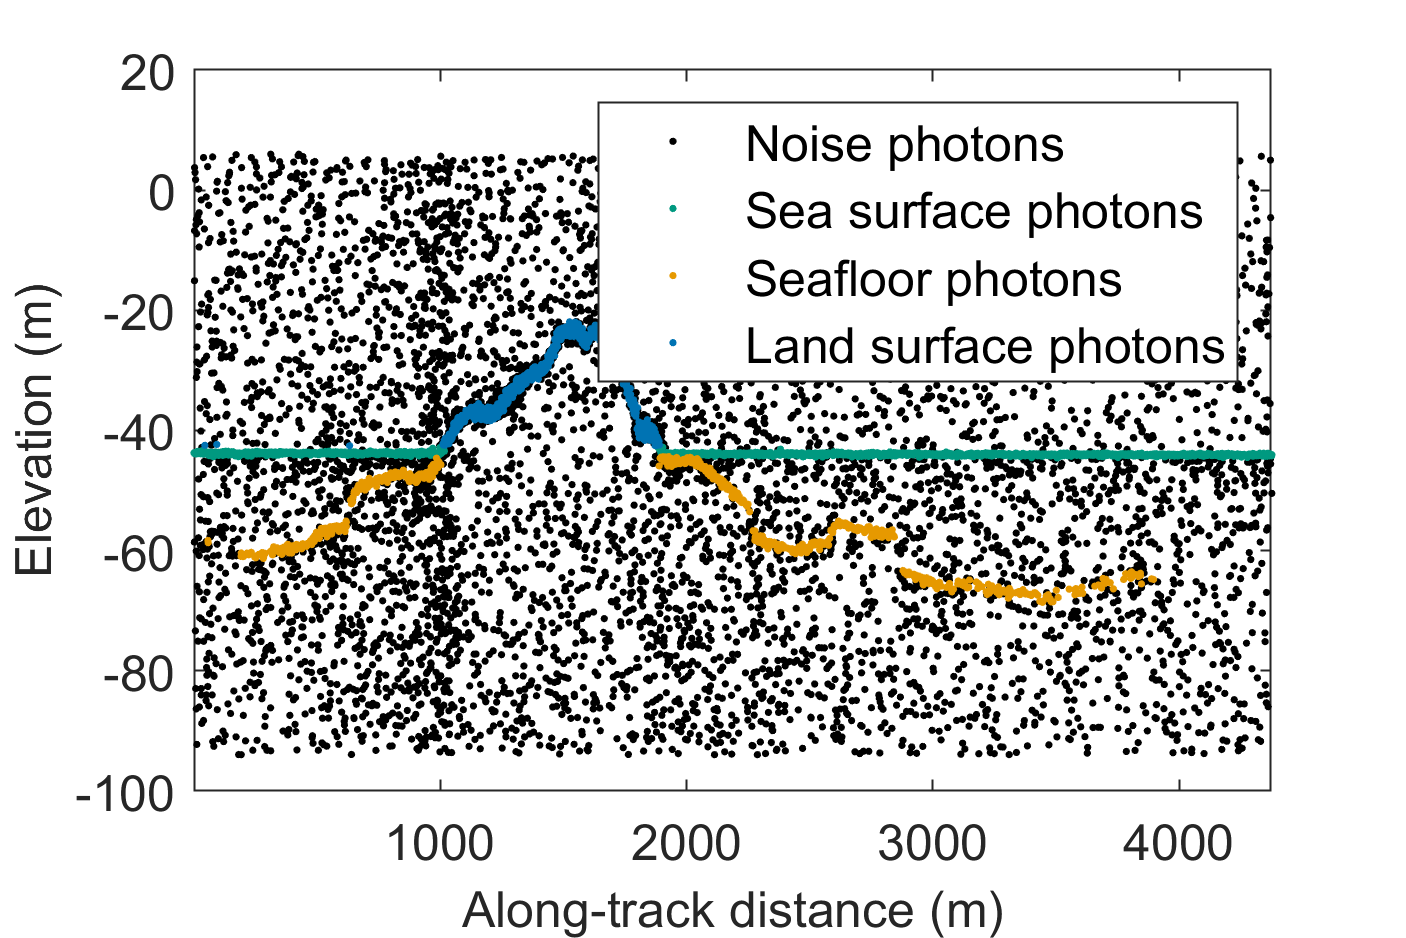 20
0
-20
-40
-60
-80
-100
Elevation (m)
Noise photons
Sea surface photons
Seafloor photons
Land surface photons
1000 2000 3000 4000
Along-track distance (m)